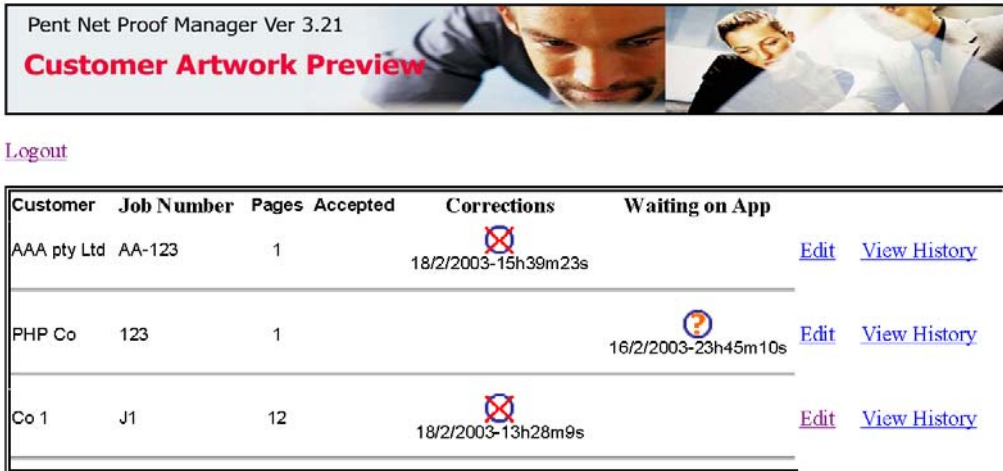 Pent Net Proof Manager Ver 3.21
Customer Artwork Preview
Logout
Customer Job Number Pages Accepted Corrections Waiting on App
AAA pty Ltd AA-123 1 18/2/2003-15h39m23s Edit View History
PHP Co 123 1 ? 16/2/2003-23h45m10s Edit View History
Co 1 J1 12 18/2/2003-13h28m9s Edit View History